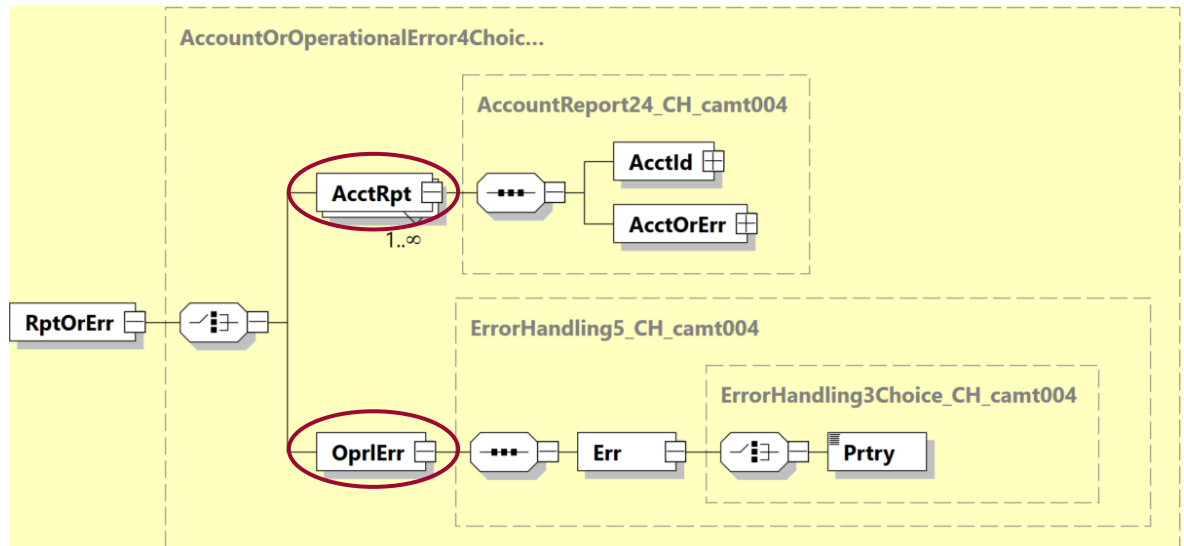 AccountOrOperationalError4Choic...
AccountReport24_CH_camt004
AcctId
AcctRpt
AcctOrErr
1..∞
RptOrErr
ErrorHandling5_CH_camt004
ErrorHandling3Choice_CH_camt004
OprlErr
Err
Prtry